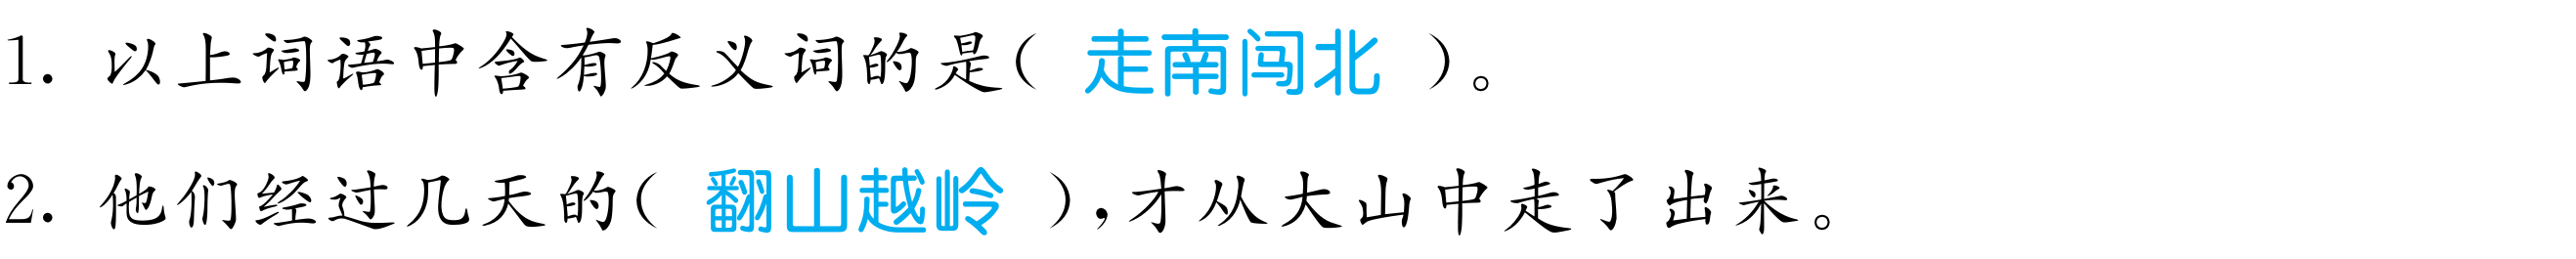 1. 以上词语中含有反义词的是( 走南闯北 )。
2. 他们经过几天的( 翻山越岭 ),才从大山中走了出来。